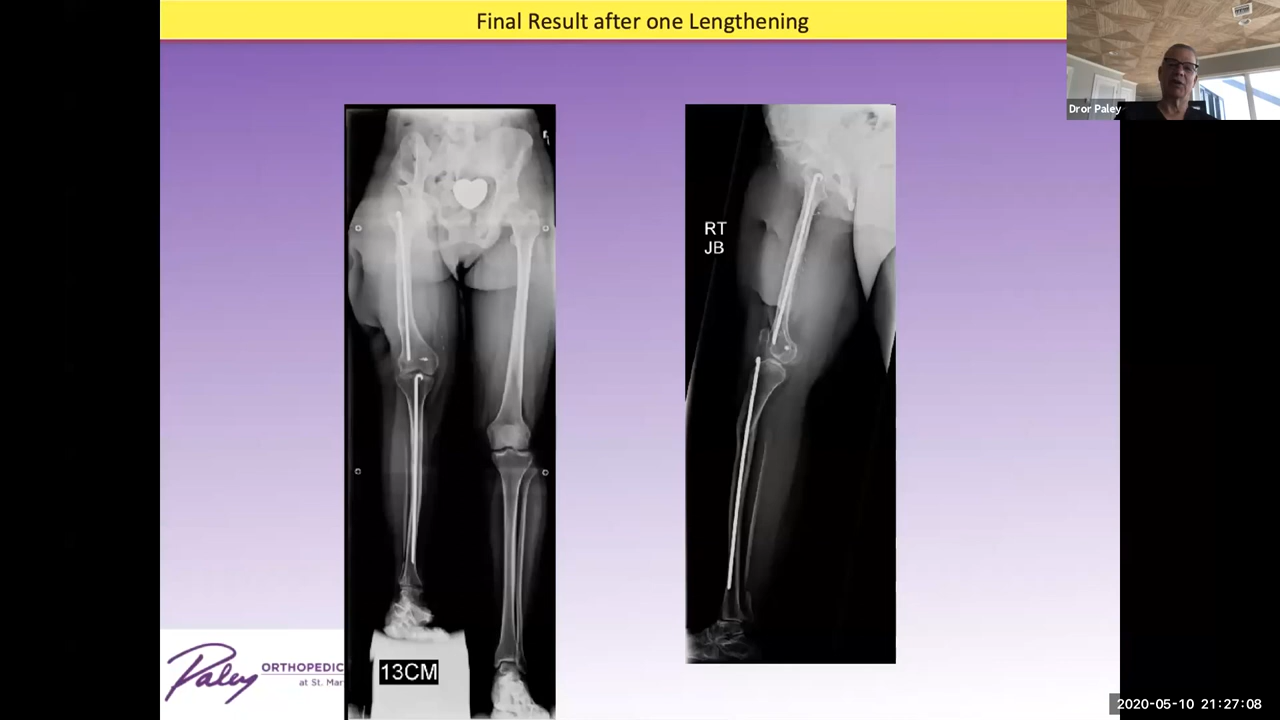 Final Result after one Lengthening
Dror Paley
RT
JB
Paley
ORTHOPEDIC
at St. Mar
13CM
2020-05-10 21:27:08